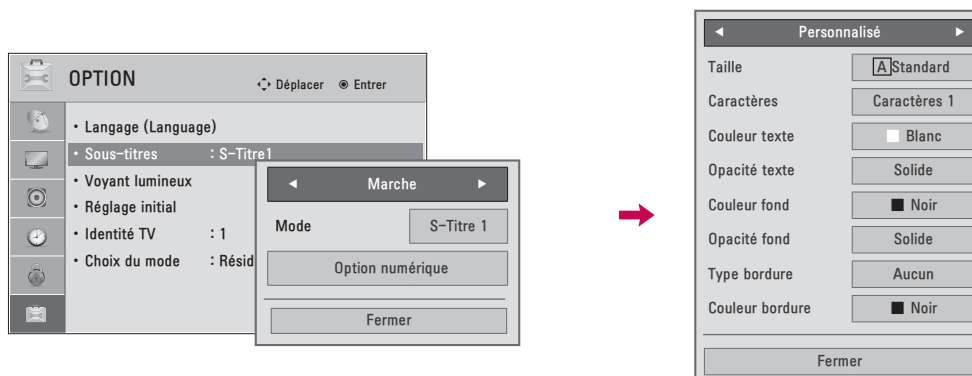 OPTION
Déplacer Entrer
• Langage (Language)
• Sous-titres : S-Titre1
• Voyant lumineux
• Réglage initial
• Identité TV : 1
• Choix du mode : Résid
◄ Marche ►
Mode S-Titre 1
Option numérique
Fermer
◄ Personnalisé ►
Taille A Standard
Caractères Caractères 1
Couleur texte Blanc
Opacité texte Solide
Couleur fond Noir
Opacité fond Solide
Type bordure Aucun
Couleur bordure Noir
Fermer